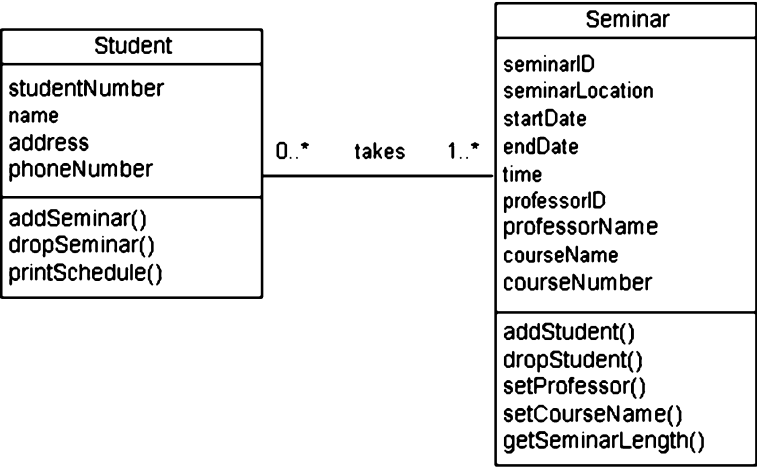 Student
studentNumber
name
address
phoneNumber
addSeminar()
dropSeminar()
printSchedule()
0..* takes 1..*
Seminar
seminarID
seminarLocation
startDate
endDate
time
professorID
professorName
courseName
courseNumber
addStudent()
dropStudent()
setProfessor()
setCourseName()
getSeminarLength()